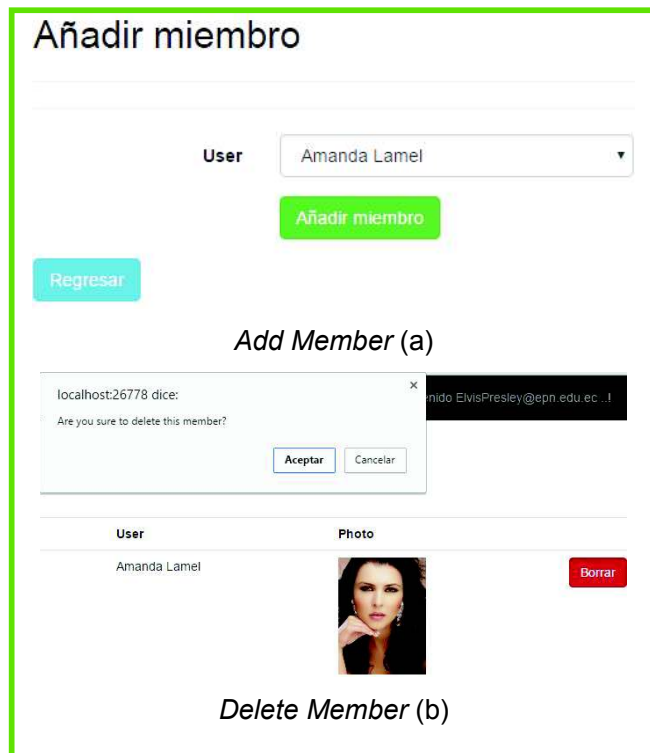 Añadir miembro
User Amanda Lamel
Añadir miembro
Regresar
Add Member (a)
localhost:26778 dice: ×
enido ElvisPresley@epn.edu.ec ..!
Are you sure to delete this member?
Aceptar Cancelar
User Photo
Amanda Lamel Borrar
Delete Member (b)